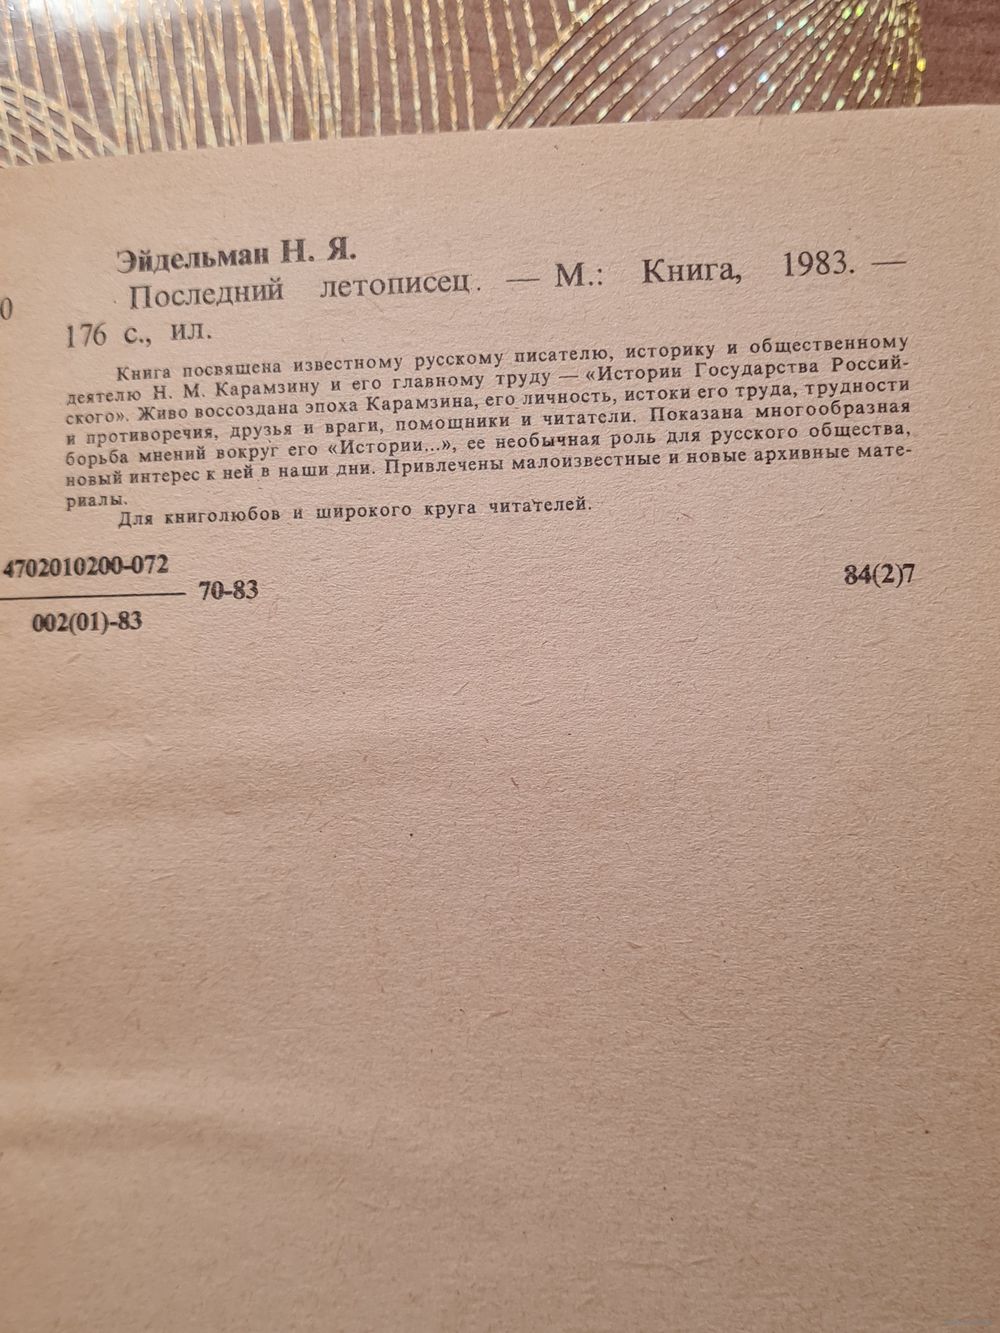 Эйдельман Н. Я.
0 Последний летописец. — М.: Книга, 1983. —
176 с., ил.
Книга посвящена известному русскому писателю, историку и общественному
деятелю Н. М. Карамзину и его главному труду — «Истории Государства Россий-
ского». Живо воссоздана эпоха Карамзина, его личность, истоки его труда, трудности
и противоречия, друзья и враги, помощники и читатели. Показана многообразная
борьба мнений вокруг его «Истории...», ее необычная роль для русского общества,
новый интерес к ней в наши дни. Привлечены малоизвестные и новые архивные мате-
риалы.
Для книголюбов и широкого круга читателей.
4702010200-072
70-83
84(2)7
002(01)-83